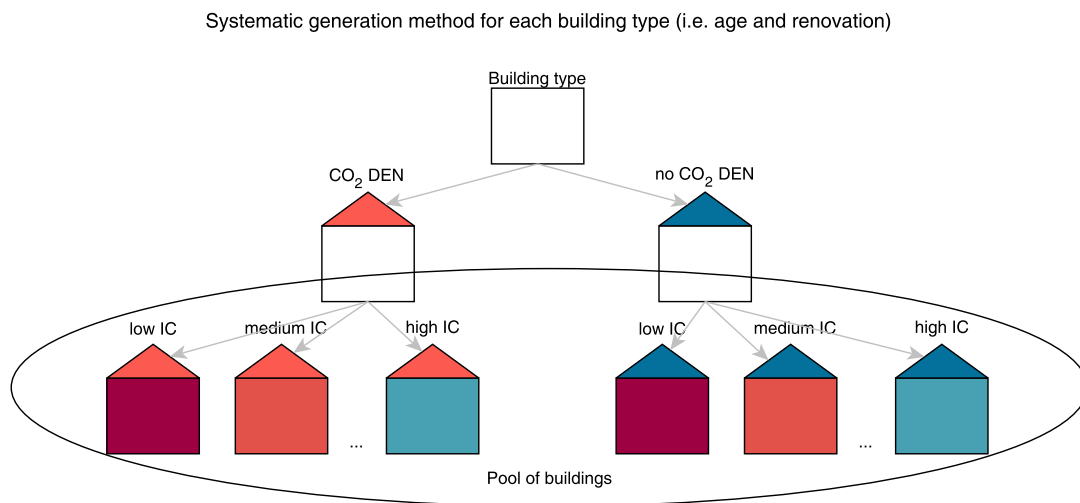 Systematic generation method for each building type (i.e. age and renovation)
Building type
CO2 DEN
no CO2 DEN
low IC
medium IC
high IC
low IC
medium IC
high IC
...
...
Pool of buildings